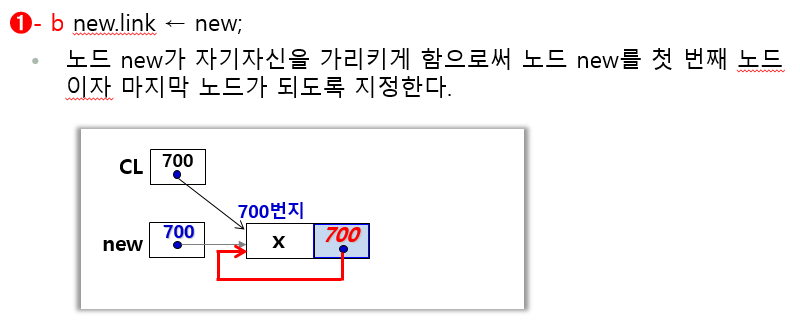 ❶- b new.link ← new;
• 노드 new가 자기자신을 가리키게 함으로써 노드 new를 첫 번째 노드
이자 마지막 노드가 되도록 지정한다.
CL 700
700번지
new 700 x 700